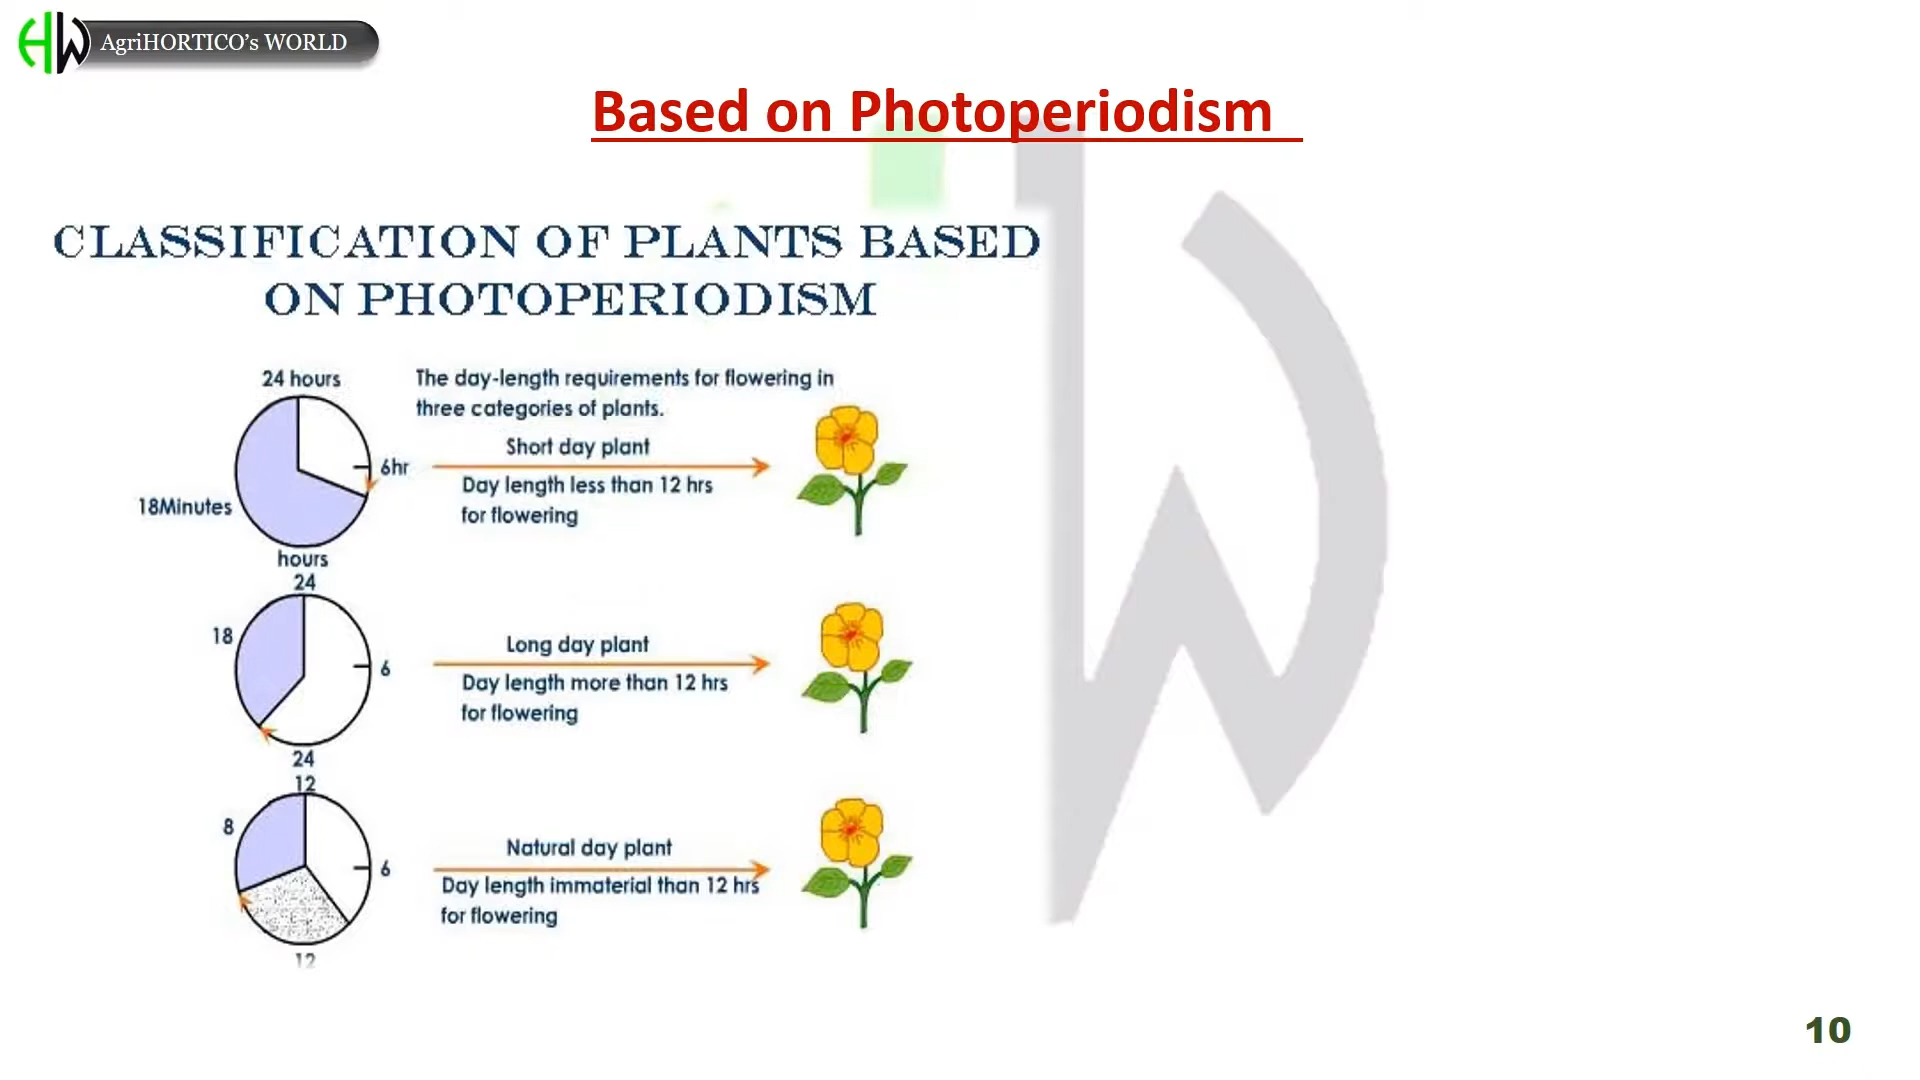 HW AgriHORTICO's WORLD
Based on Photoperiodism
CLASSIFICATION OF PLANTS BASED
ON PHOTOPERIODISM
24 hours
The day-length requirements for flowering in
three categories of plants.
Short day plant
6hr
Day length less than 12 hrs
18Minutes
for flowering
hours
24
18
Long day plant
6
Day length more than 12 hrs
for flowering
24
12
8
Natural day plant
6
Day length immaterial than 12 hrs
for flowering
12
10